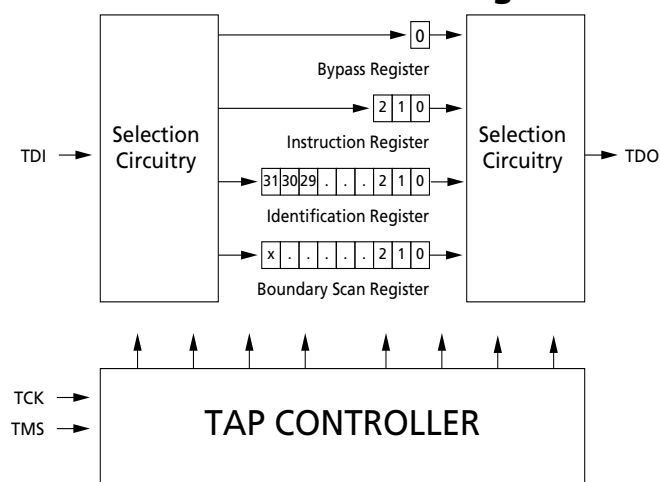 0
Bypass Register
2 1 0
Instruction Register
Selection
Circuitry
Selection
Circuitry
TDI
TDO
31 30 29 . . . 2 1 0
Identification Register
x . . . . . 2 1 0
Boundary Scan Register
TCK
TMS
TAP CONTROLLER